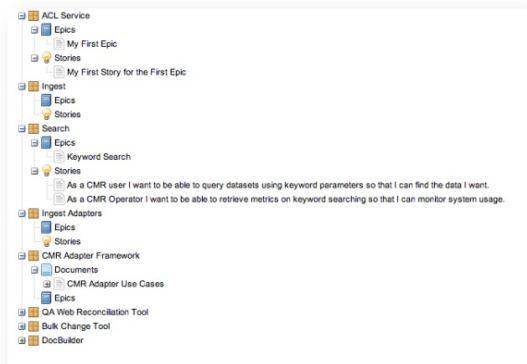 ACL Service
Epics
My First Epic
Stories
My First Story for the First Epic
Ingest
Epics
Stories
Search
Epics
Keyword Search
Stories
As a CMR user I want to be able to query datasets using keyword parameters so that I can find the data I want.
As a CMR Operator I want to be able to retrieve metrics on keyword searching so that I can monitor system usage.
Ingest Adaptors
Epics
Stories
CMR Adapter Framework
Documents
CMR Adapter Use Cases
Epics
QA Web Reconciliation Tool
Bulk Change Tool
DocBuilder